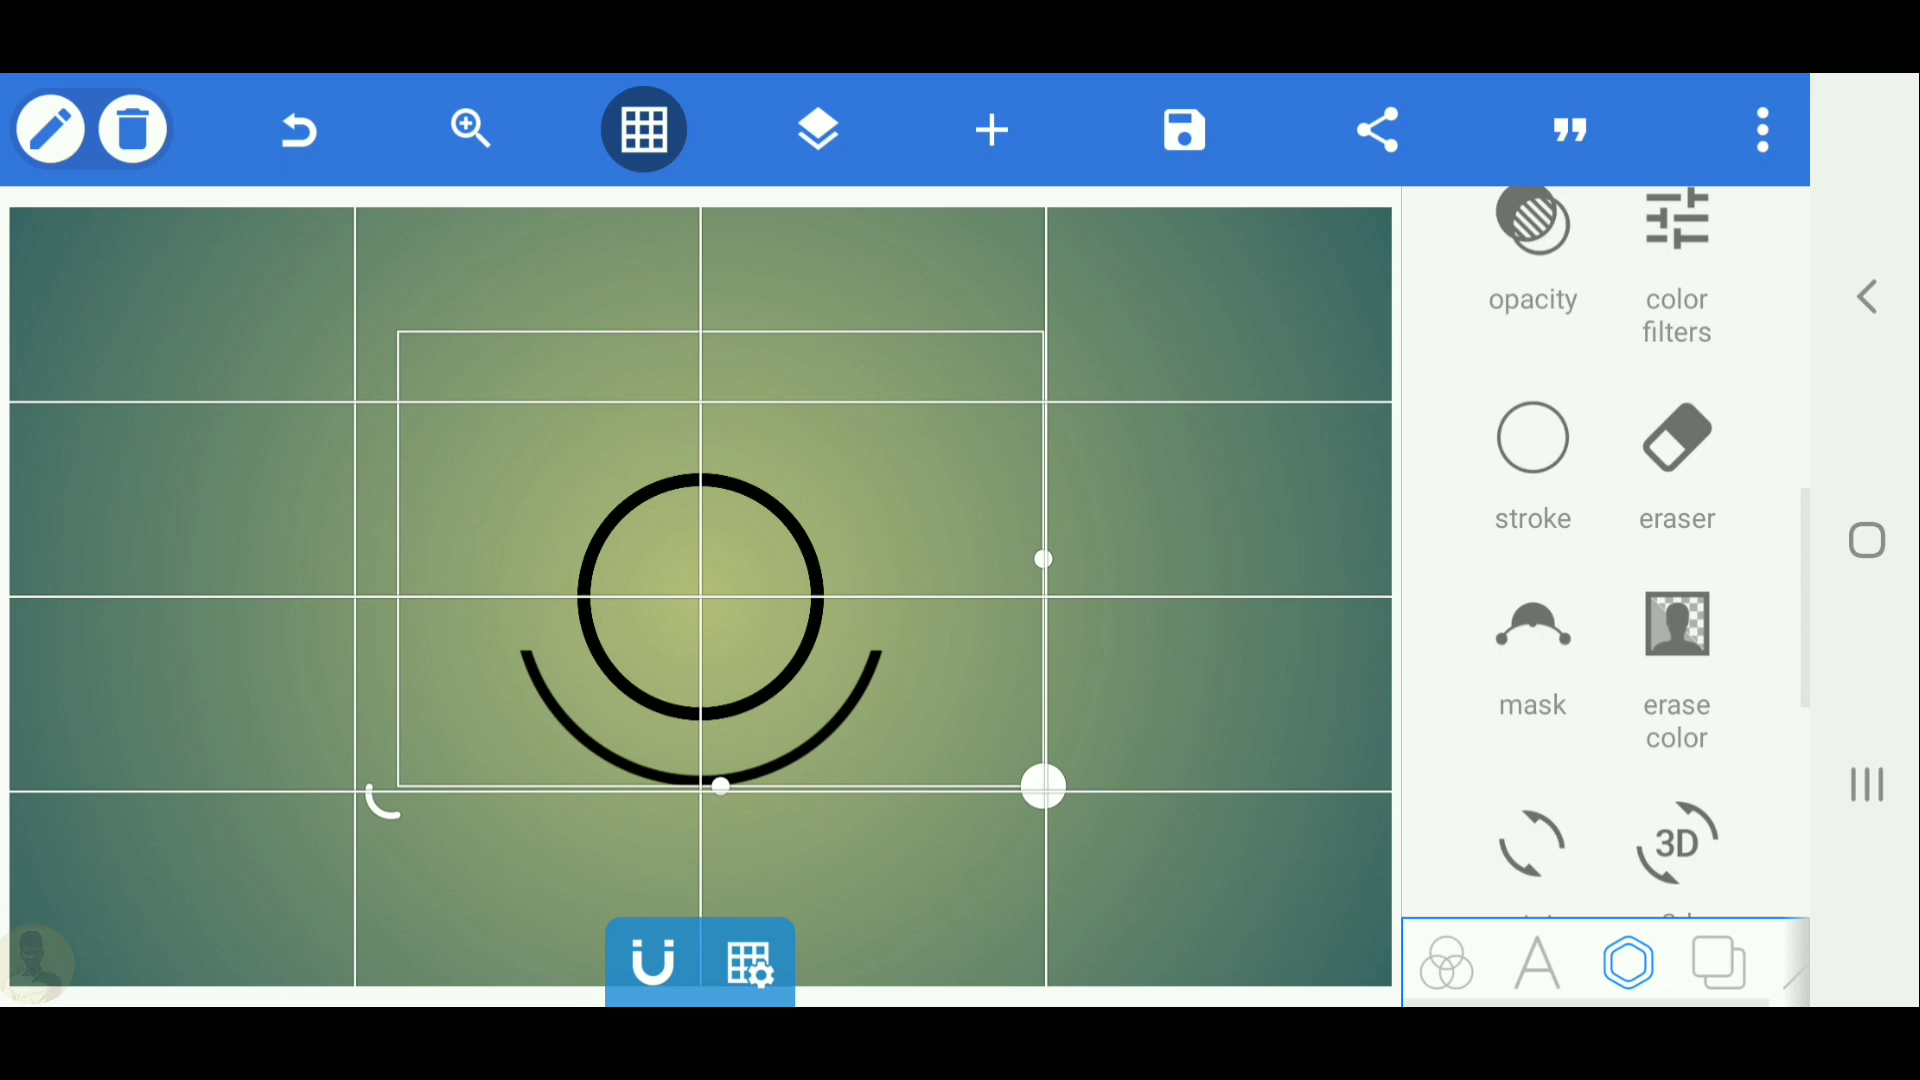 opacity
color
filters
stroke
eraser
mask
erase
color
3D